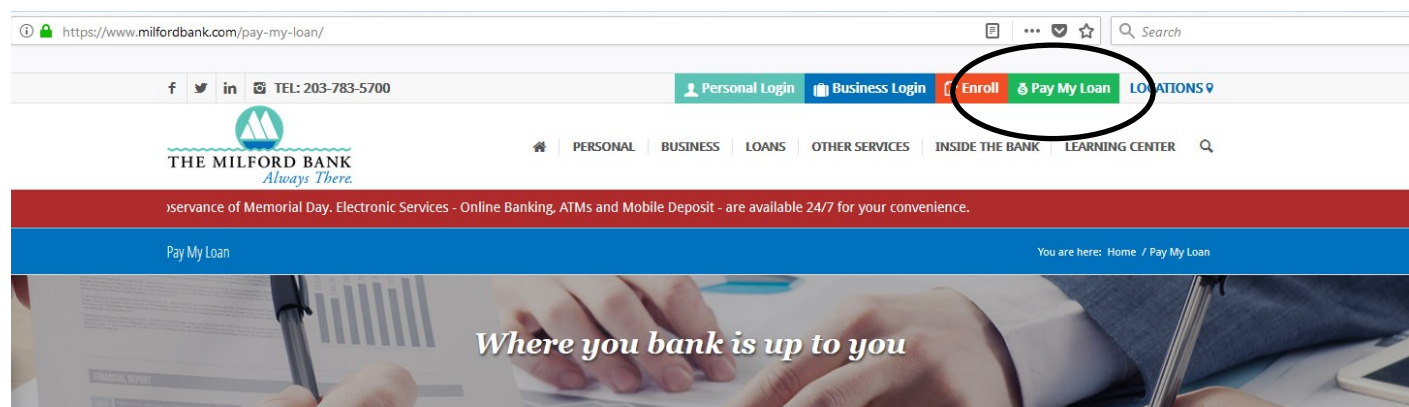 https://www.milfordbank.com/pay-my-loan/
Search
TEL: 203-783-5700
Personal Login
Business Login
Enroll
Pay My Loan
LOCATIONS
THE MILFORD BANK
Always There.
PERSONAL
BUSINESS
LOANS
OTHER SERVICES
INSIDE THE BANK
LEARNING CENTER
of Memorial Day. Electronic Services - Online Banking, ATMs and Mobile Deposit - are available 24/7 for your convenience.
Pay My Loan
You are here: Home / Pay My Loan
Where you bank is up to you
FINANCIAL REPORT